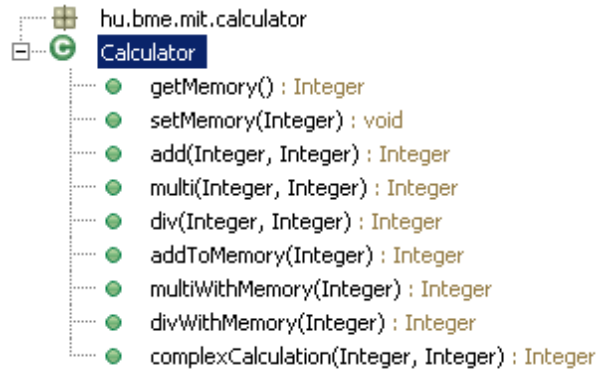 hu.bme.mit.calculator
C Calculator
getMemory() : Integer
setMemory(Integer) : void
add(Integer, Integer) : Integer
multi(Integer, Integer) : Integer
div(Integer, Integer) : Integer
addToMemory(Integer) : Integer
multiWithMemory(Integer) : Integer
divWithMemory(Integer) : Integer
complexCalculation(Integer, Integer) : Integer